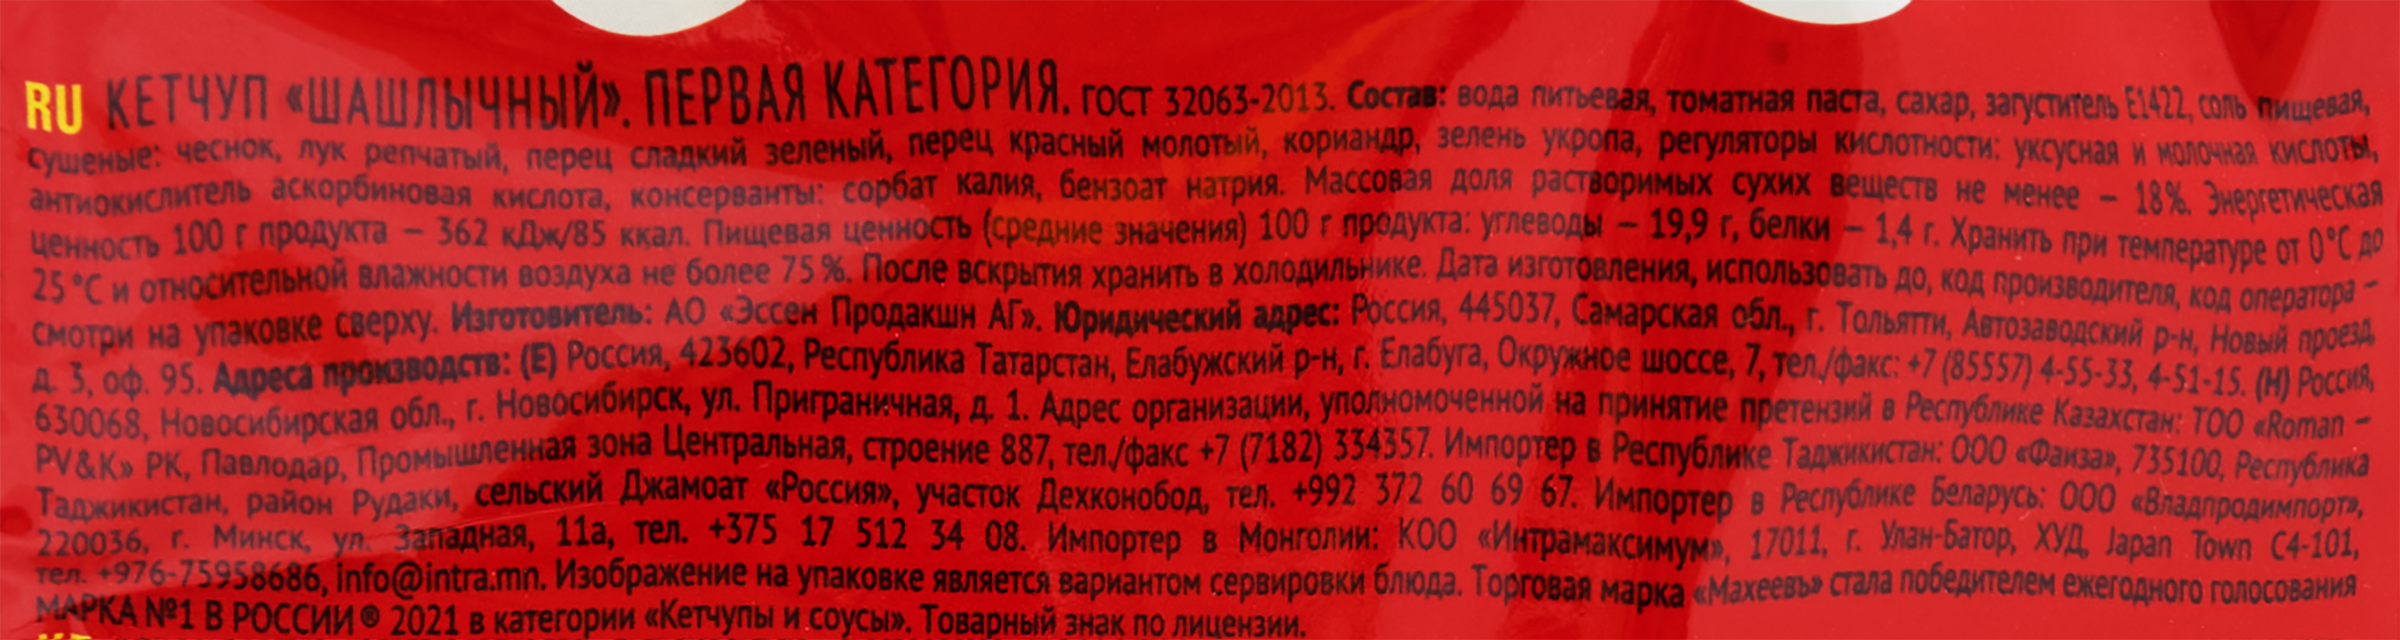 RU КЕТЧУП «ШАШЛЫЧНЫЙ». ПЕРВАЯ КАТЕГОРИЯ. ГОСТ 32063-2013. Состав: вода питьевая, томатная паста, сахар, загуститель Е1422, соль пищевая,
сушеные: чеснок, лук репчатый, перец сладкий зеленый, перец красный молотый, кориандр, зелень укропа, регуляторы кислотности: уксусная и молочная кислоты,
антиокислитель аскорбиновая кислота, консерванты: сорбат калия, бензоат натрия. Массовая доля растворимых сухих веществ не менее – 18%. Энергетическая
ценность 100 г продукта – 362 кДж/85 ккал. Пищевая ценность (средние значения) 100 г продукта: углеводы – 19,9 г, белки – 1,4 г. Хранить при температуре от 0°С до
25°С и относительной влажности воздуха не более 75%. После вскрытия хранить в холодильнике. Дата изготовления, использовать до, код производителя, код оператора –
смотри на упаковке сверху. Изготовитель: АО «Эссен Продакшн АГ». Юридический адрес: Россия, 445037, Самарская обл., г. Тольятти, Автозаводский р-н, Новый проезд,
д. 3, оф. 95. Адреса производств: (Е) Россия, 423602, Республика Татарстан, Елабужский р-н, г. Елабуга, Окружное шоссе, 7, тел./факс: +7 (85557) 4-55-33, 4-51-15. (Н) Россия,
630068, Новосибирская обл., г. Новосибирск, ул. Приграничная, д. 1. Адрес организации, уполномоченной на принятие претензий в Республике Казахстан: ТОО «Roman –
PV&K» РК, Павлодар, Промышленная зона Центральная, строение 887, тел./факс +7 (7182) 334357. Импортер в Республике Таджикистан: ООО «Фаиза», 735100, Республика
Таджикистан, район Рудаки, сельский Джамоат «Россия», участок Дехконобод, тел. +992 372 60 69 67. Импортер в Республике Беларусь: ООО «Владпродимпорт»,
220036, г. Минск, ул. Западная, 11а, тел. +375 17 512 34 08. Импортер в Монголии: КОО «Интрамаксимум», 17011, г. Улан-Батор, ХУД, Japan Town C4-101,
тел. +976-75958686, info@intra.mn. Изображение на упаковке является вариантом сервировки блюда. Торговая марка «Махеевъ» стала победителем ежегодного голосования
МАРКА №1 В РОССИИ ® 2021 в категории «Кетчупы и соусы». Товарный знак по лицензии.